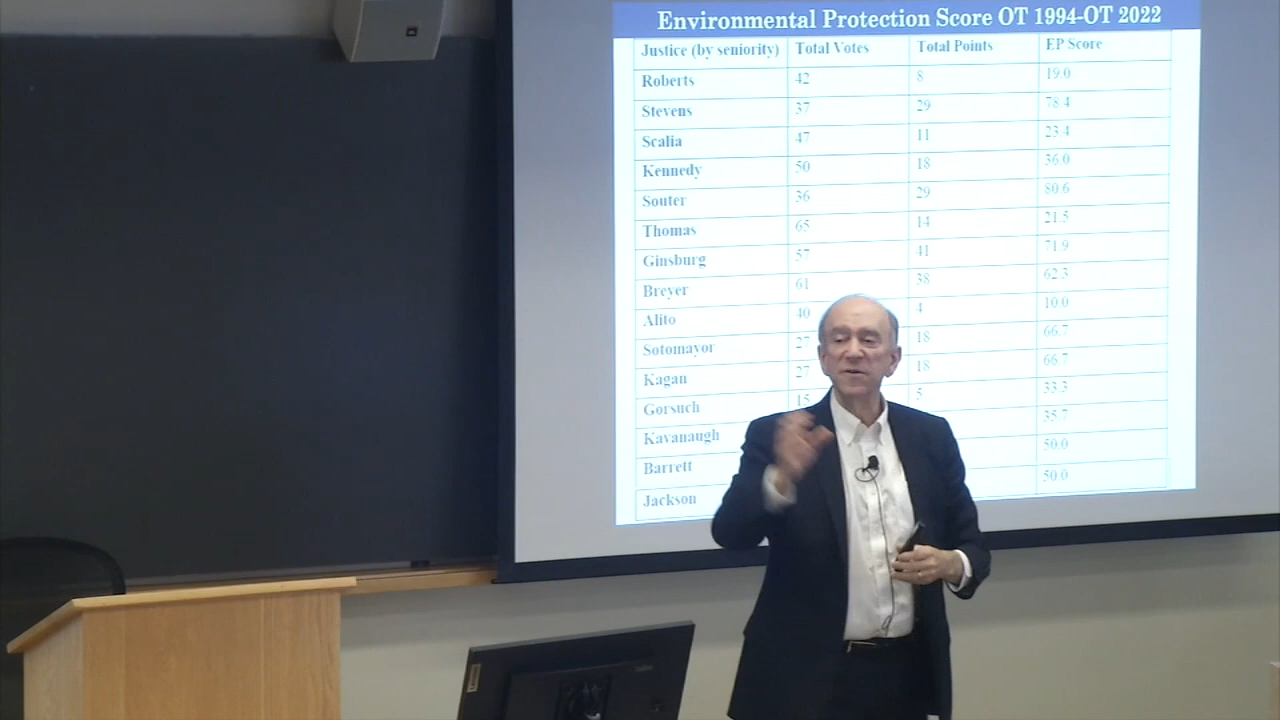 Environmental Protection Score OT 1994-OT 2022
Justice (by seniority) Total Votes Total Points EP Score
Roberts 42 8 19.0
Stevens 37 29 78.4
Scalia 47 11 23.4
Kennedy 50 18 36.0
Souter 36 29 80.6
Thomas 65 14 21.5
Ginsburg 57 41 71.9
Breyer 61 38 62.3
Alito 40 4 10.0
Sotomayor 27 18 66.7
Kagan 27 18 66.7
Gorsuch 15 5 33.3
Kavanaugh 35.7
Barrett 50.0
Jackson 50.0